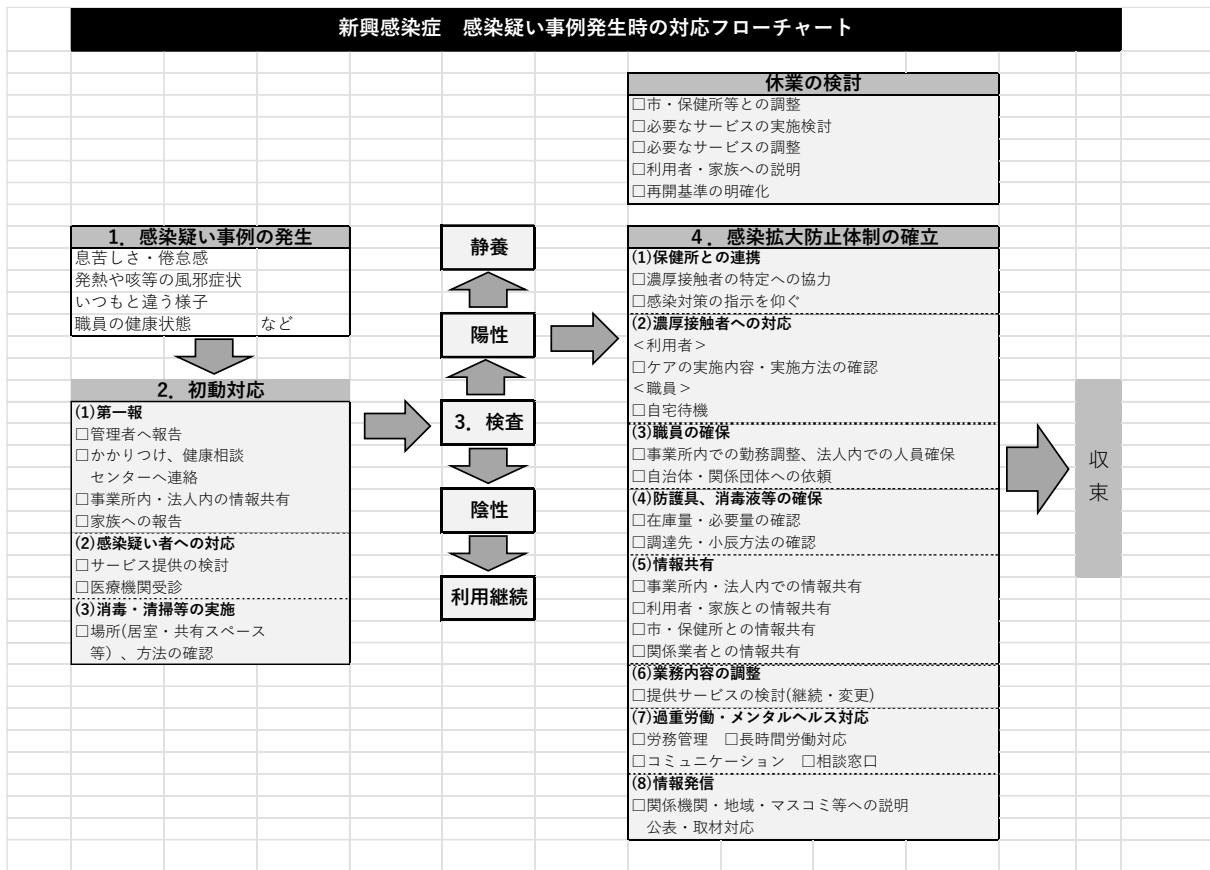 新興感染症　感染疑い事例発生時の対応フローチャート
休業の検討
□市・保健所等との調整
□必要なサービスの実施検討
□必要なサービスの調整
□利用者・家族への説明
□再開基準の明確化
1．感染疑い事例の発生
息苦しさ・倦怠感
発熱や咳等の風邪症状
いつもと違う様子
職員の健康状態　　　など
2．初動対応
(1)第一報
□管理者へ報告
□かかりつけ、健康相談
センターへ連絡
□事業所内・法人内の情報共有
□家族への報告
(2)感染疑い者への対応
□サービス提供の検討
□医療機関受診
(3)消毒・清掃等の実施
□場所(居室・共有スペース
等）、方法の確認
静養
陽性
3．検査
陰性
利用継続
4．感染拡大防止体制の確立
(1)保健所との連携
□濃厚接触者の特定への協力
□感染対策の指示を仰ぐ
(2)濃厚接触者への対応
＜利用者＞
□ケアの実施内容・実施方法の確認
＜職員＞
□自宅待機
(3)職員の確保
□事業所内での勤務調整、法人内での人員確保
□自治体・関係団体への依頼
(4)防護具、消毒液等の確保
□在庫量・必要量の確認
□調達先・小辰方法の確認
(5)情報共有
□事業所内・法人内での情報共有
□利用者・家族との情報共有
□市・保健所との情報共有
□関係業者との情報共有
(6)業務内容の調整
□提供サービスの検討(継続・変更)
(7)過重労働・メンタルヘルス対応
□労務管理　□長時間労働対応
□コミュニケーション　□相談窓口
(8)情報発信
□関係機関・地域・マスコミ等への説明
公表・取材対応
収
束